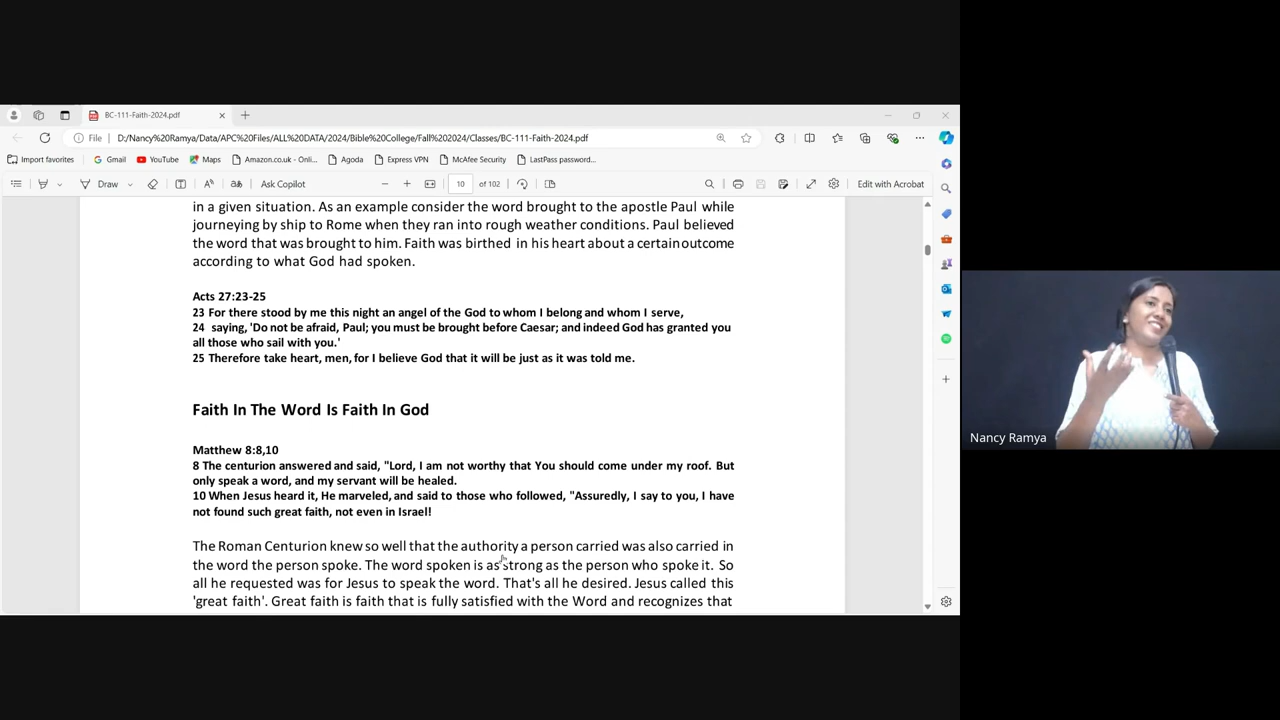 BC-111-Faith-2024.pdf
File D:/Nancy%20Ramya/Data/APC%20Files/ALL%20DATA/2024/Bible%20College/Fall%202024/Classes/BC-111-Faith-2024.pdf
Import favorites Gmail YouTube Maps Amazon.co.uk - Onli... Agoda Express VPN McAfee Security LastPass password...
Draw Ask Copilot 10 of 102 Edit with Acrobat
in a given situation. As an example consider the word brought to the apostle Paul while
journeying by ship to Rome when they ran into rough weather conditions. Paul believed
the word that was brought to him. Faith was birthed in his heart about a certain outcome
according to what God had spoken.
Acts 27:23-25
23 For there stood by me this night an angel of the God to whom I belong and whom I serve,
24 saying, 'Do not be afraid, Paul; you must be brought before Caesar; and indeed God has granted you
all those who sail with you.'
25 Therefore take heart, men, for I believe God that it will be just as it was told me.
Faith In The Word Is Faith In God
Matthew 8:8,10
8 The centurion answered and said, "Lord, I am not worthy that You should come under my roof. But
only speak a word, and my servant will be healed.
10 When Jesus heard it, He marveled, and said to those who followed, "Assuredly, I say to you, I have
not found such great faith, not even in Israel!
The Roman Centurion knew so well that the authority a person carried was also carried in
the word the person spoke. The word spoken is as strong as the person who spoke it. So
all he requested was for Jesus to speak the word. That's all he desired. Jesus called this
'great faith'. Great faith is faith that is fully satisfied with the Word and recognizes that
Nancy Ramya